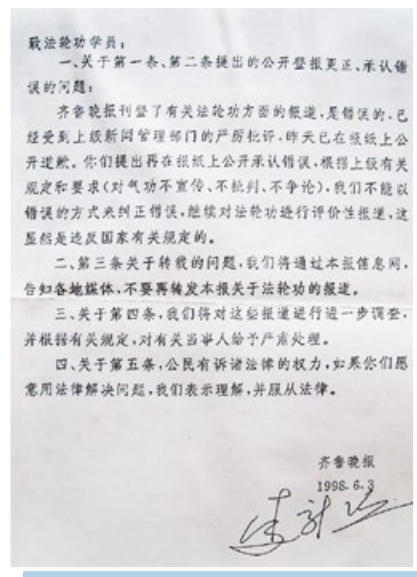 致法轮功学员：
一、关于第一条、第二条提出的公开登报更正、承认错
误的问题：
齐鲁晚报刊登了有关法轮功方面的报道，是错误的，已
经受到上级新闻管理部门的严厉批评，昨天已在报纸上公
开道歉。你们提出再在报纸上公开承认错误，根据上级有关
规定和要求(对气功不宣传、不批判、不争论)，我们不能以
错误的方式来纠正错误，继续对法轮功进行评价性报道，这
显然是违反国家有关规定的。
二、第三条关于转载的问题，我们将通过本报信息网，
告知各地媒体，不要再转发本报关于法轮功的报道。
三、关于第四条，我们将对这些报道进行进一步调查，
并根据有关规定，对有关当事人给予严肃处理。
四、关于第五条，公民有诉诸法律的权力，如果你们愿
意用法律解决问题，我们表示理解，并服从法律。
齐鲁晚报
1998.6.3